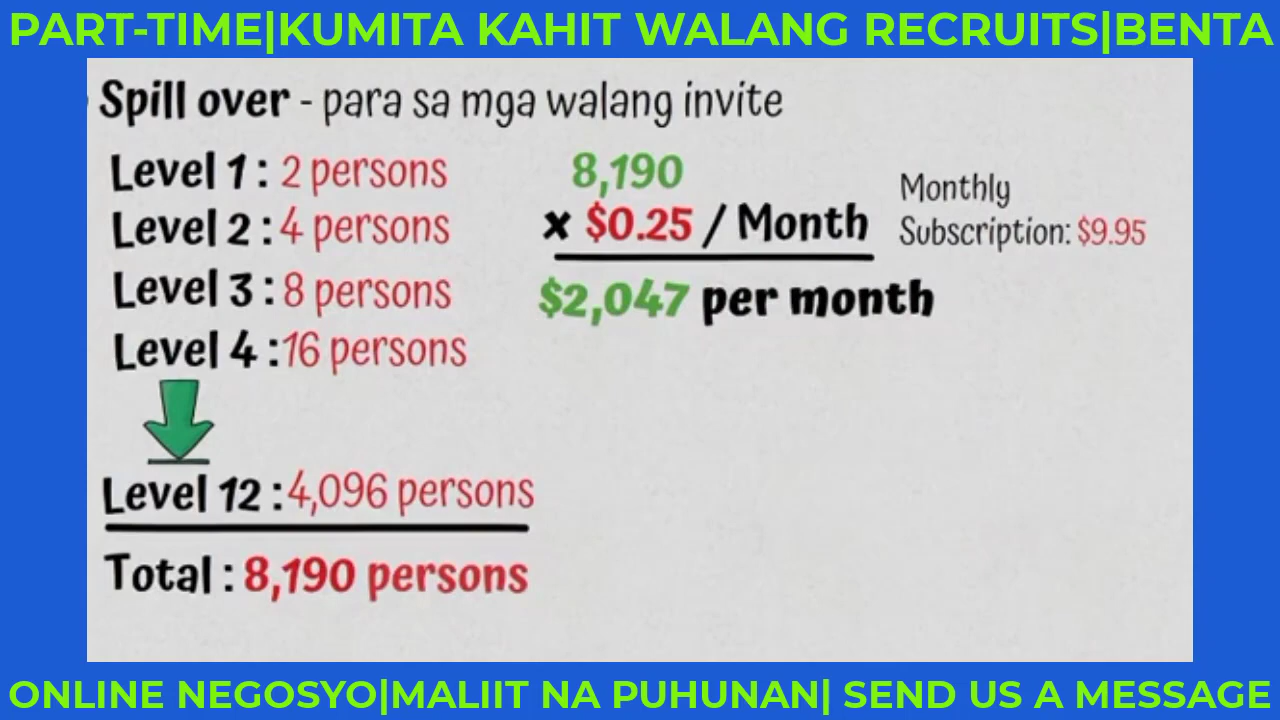 PART-TIME|KUMITA KAHIT WALANG RECRUITS|BENTA
Spill over - para sa mga walang invite
Level 1 : 2 persons
Level 2 : 4 persons
Level 3 : 8 persons
Level 4 : 16 persons
Level 12 : 4,096 persons
Total : 8,190 persons
8,190
× $0.25 / Month
$2,047 per month
Monthly
Subscription: $9.95
ONLINE NEGOSYO|MALIIT NA PUHUNAN| SEND US A MESSAGE